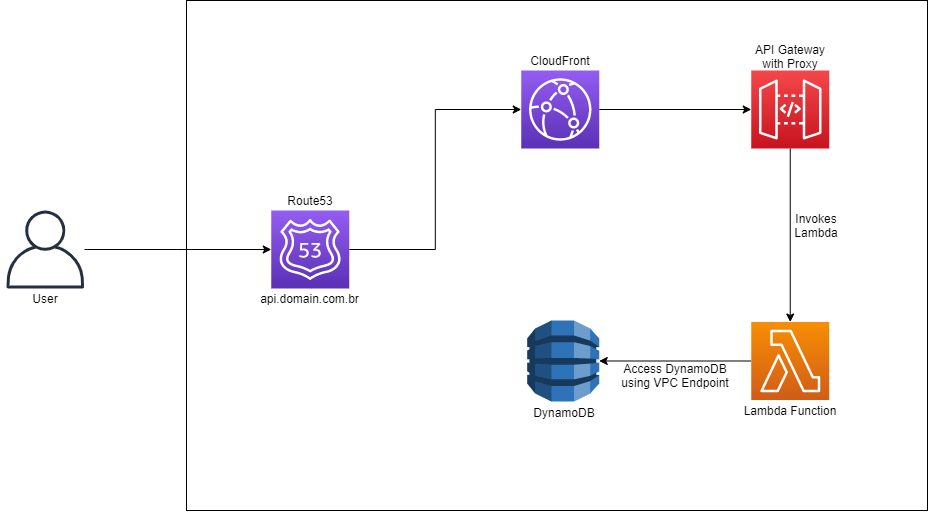 API Gateway
with Proxy
CloudFront
</>
Route53
53
api.domain.com.br
User
Invokes
Lambda
Access DynamoDB
using VPC Endpoint
DynamoDB
Lambda Function